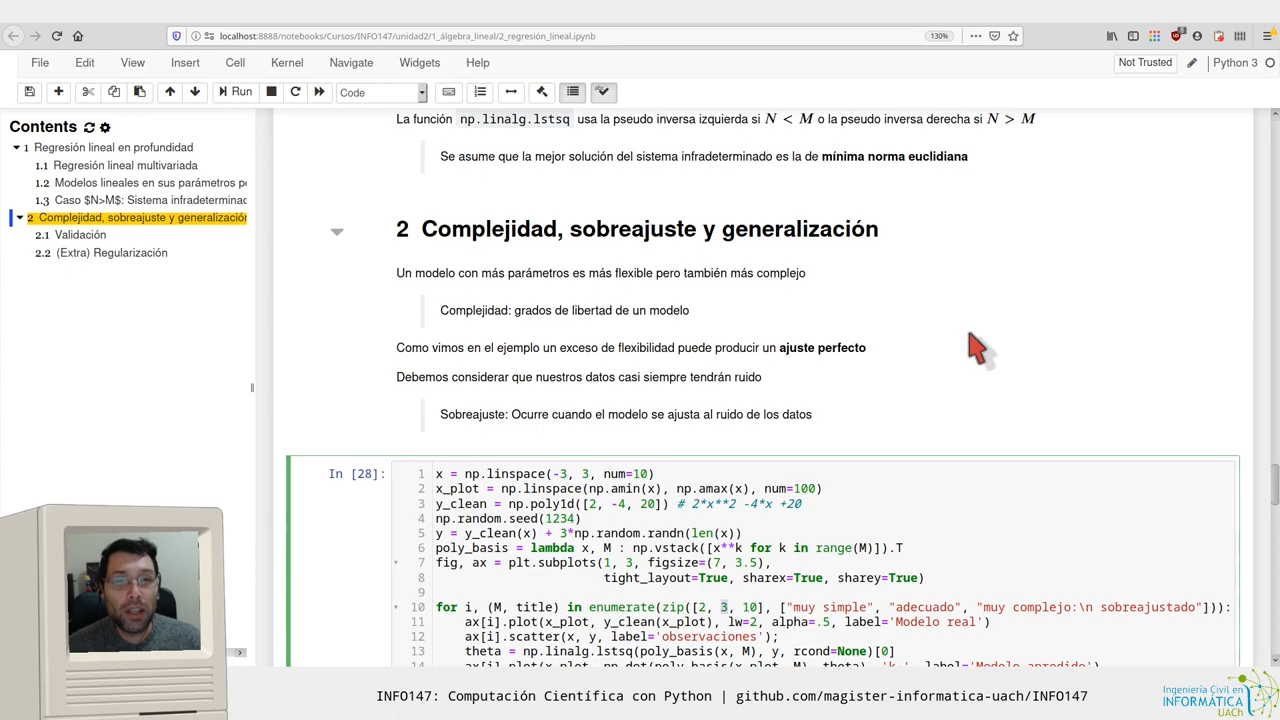 localhost:8888/notebooks/Cursos/INFO147/unidad2/1_álgebra_lineal/2_regresión_lineal.ipynb
130%
File Edit View Insert Cell Kernel Navigate Widgets Help
Not Trusted
Python 3
Run
Code
Contents
1 Regresión lineal en profundidad
1.1 Regresión lineal multivariada
1.2 Modelos lineales en sus parámetros pe
1.3 Caso $N>M$: Sistema infradeterminad
2 Complejidad, sobreajuste y generalización
2.1 Validación
2.2 (Extra) Regularización
La función np.linalg.lstsq usa la pseudo inversa izquierda si N < M o la pseudo inversa derecha si N > M
Se asume que la mejor solución del sistema infradeterminado es la de mínima norma euclidiana
2 Complejidad, sobreajuste y generalización
Un modelo con más parámetros es más flexible pero también más complejo
Complejidad: grados de libertad de un modelo
Como vimos en el ejemplo un exceso de flexibilidad puede producir un ajuste perfecto
Debemos considerar que nuestros datos casi siempre tendrán ruido
Sobreajuste: Ocurre cuando el modelo se ajusta al ruido de los datos
In [28]:
1 x = np.linspace(-3, 3, num=10)
2 x_plot = np.linspace(np.amin(x), np.amax(x), num=100)
3 y_clean = np.poly1d([2, -4, 20]) # 2*x**2 -4*x +20
4 np.random.seed(1234)
5 y = y_clean(x) + 3*np.random.randn(len(x))
6 poly_basis = lambda x, M : np.vstack([x**k for k in range(M)]).T
7 fig, ax = plt.subplots(1, 3, figsize=(7, 3.5),
8 tight_layout=True, sharex=True, sharey=True)
9
10 for i, (M, title) in enumerate(zip([2, 3, 10], ["muy simple", "adecuado", "muy complejo:\n sobreajustado"])):
11 ax[i].plot(x_plot, y_clean(x_plot), lw=2, alpha=.5, label='Modelo real')
12 ax[i].scatter(x, y, label='observaciones');
13 theta = np.linalg.lstsq(poly_basis(x, M), y, rcond=None)[0]
14 ax[i].plot(x_plot, np.dot(poly_basis(x_plot, M), theta), 'k-', label='Modelo aprendido')
INFO147: Computación Científica con Python | github.com/magister-informatica-uach/INFO147
Ingeniería Civil en
INFORMÁTICA
UACh